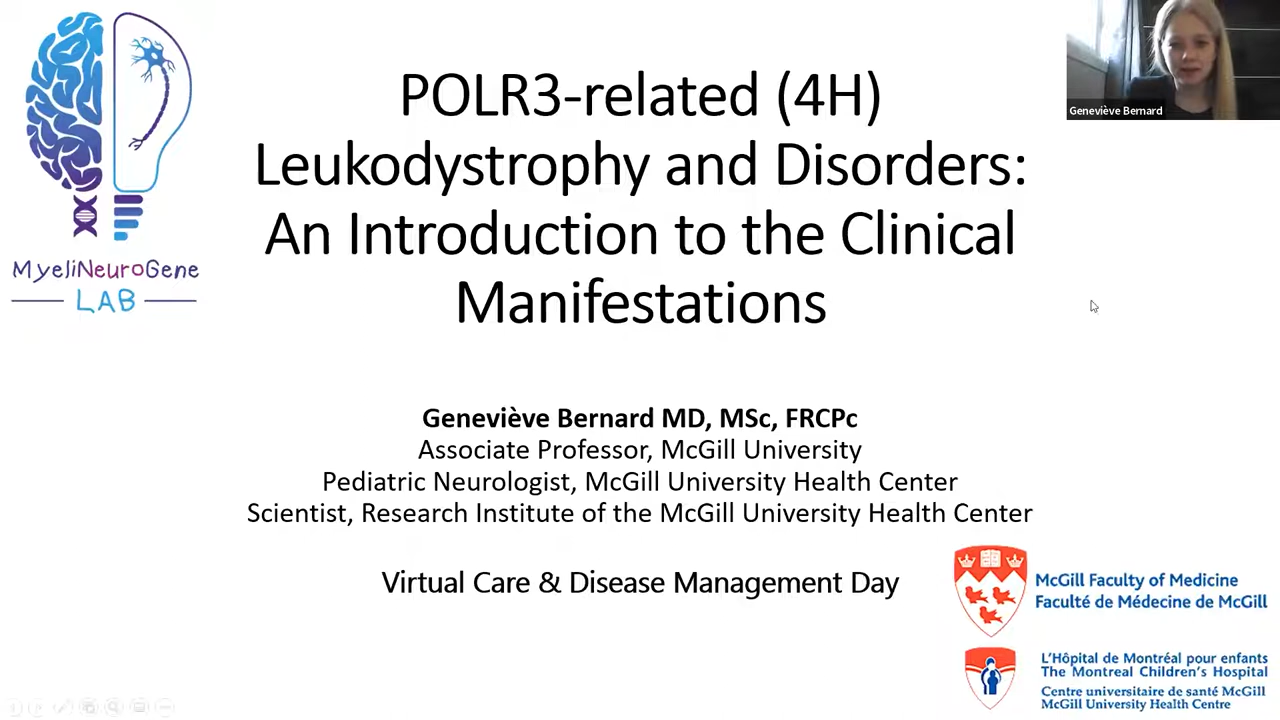 POLR3-related (4H)
Leukodystrophy and Disorders:
An Introduction to the Clinical
Manifestations
Geneviève Bernard
MyeliNeuroGene
LAB
Geneviève Bernard MD, MSc, FRCPc
Associate Professor, McGill University
Pediatric Neurologist, McGill University Health Center
Scientist, Research Institute of the McGill University Health Center
Virtual Care & Disease Management Day
McGill Faculty of Medicine
Faculté de Médecine de McGill
L'Hôpital de Montréal pour enfants
The Montreal Children's Hospital
Centre universitaire de santé McGill
McGill University Health Centre